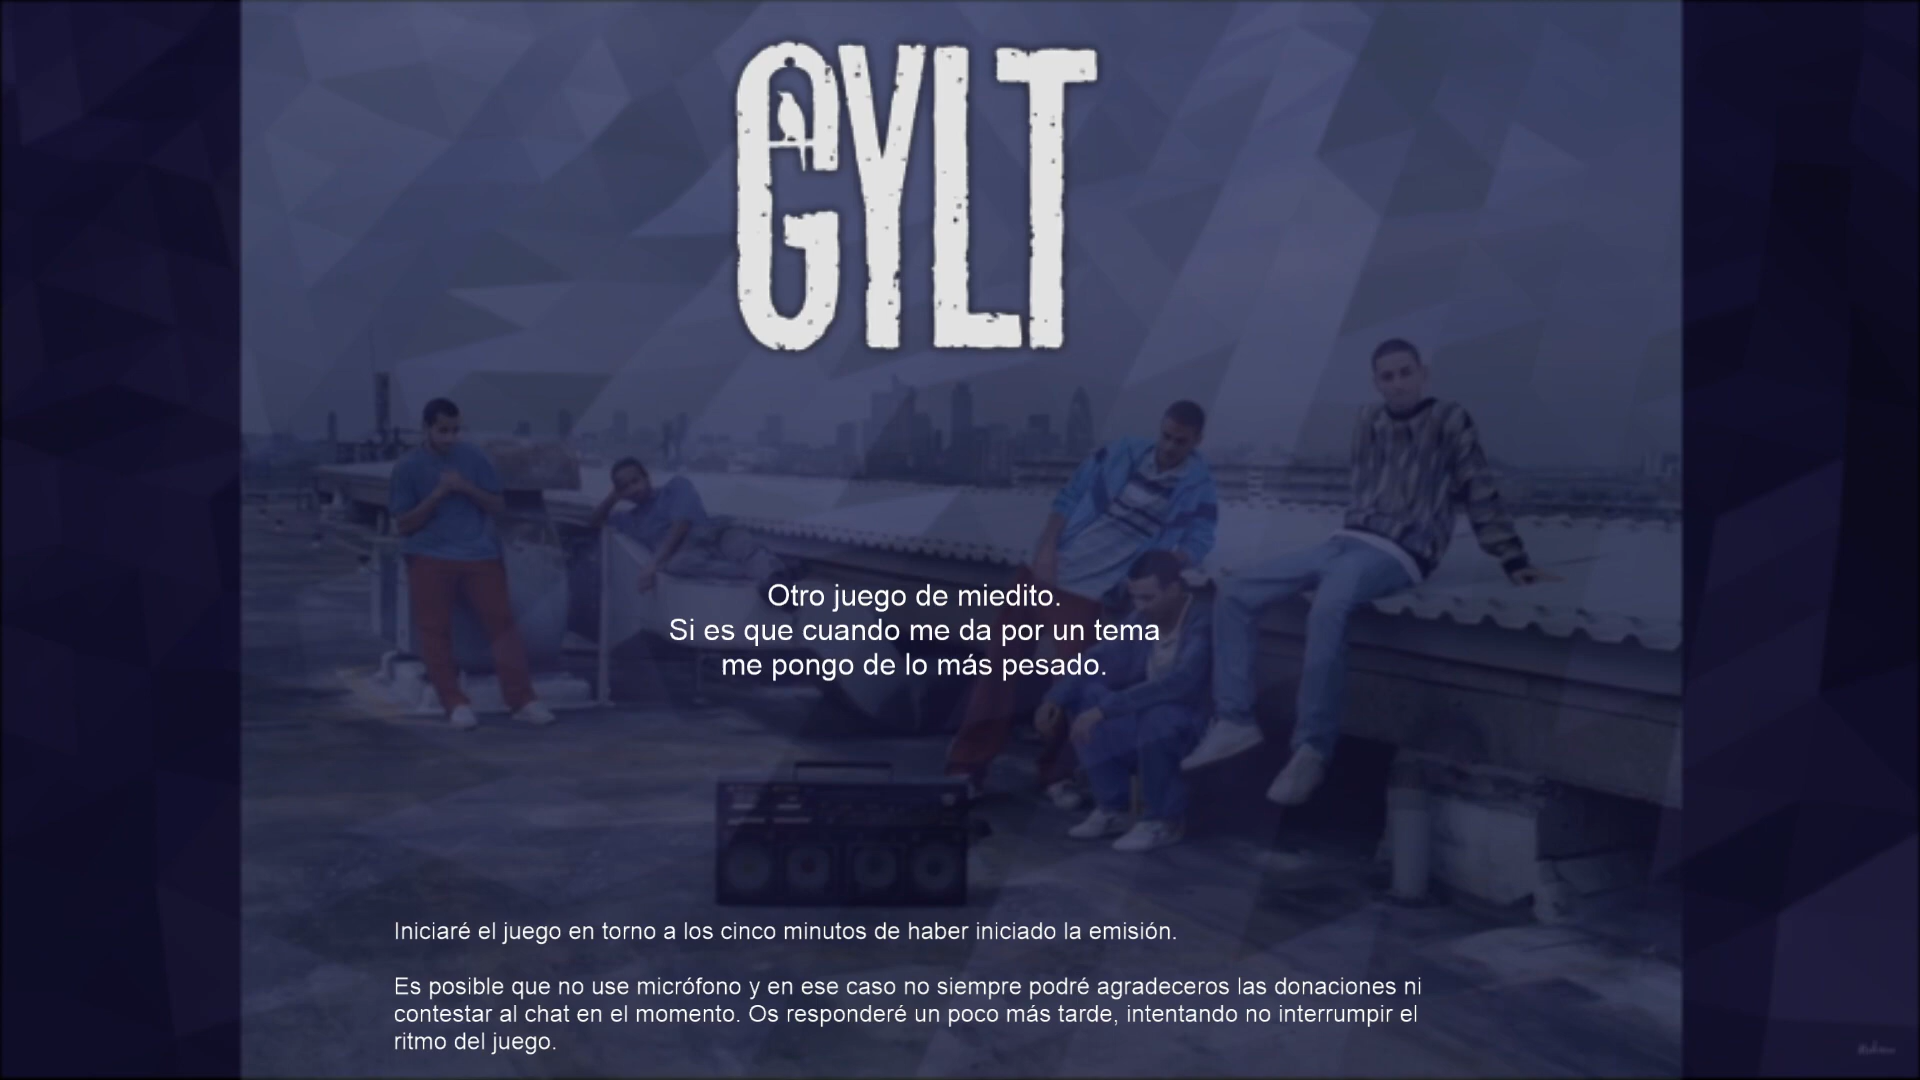 GYLT
Otro juego de miedito.
Si es que cuando me da por un tema
me pongo de lo más pesado.
Iniciaré el juego en torno a los cinco minutos de haber iniciado la emisión.
Es posible que no use micrófono y en ese caso no siempre podré agradeceros las donaciones ni
contestar al chat en el momento. Os responderé un poco más tarde, intentando no interrumpir el
ritmo del juego.